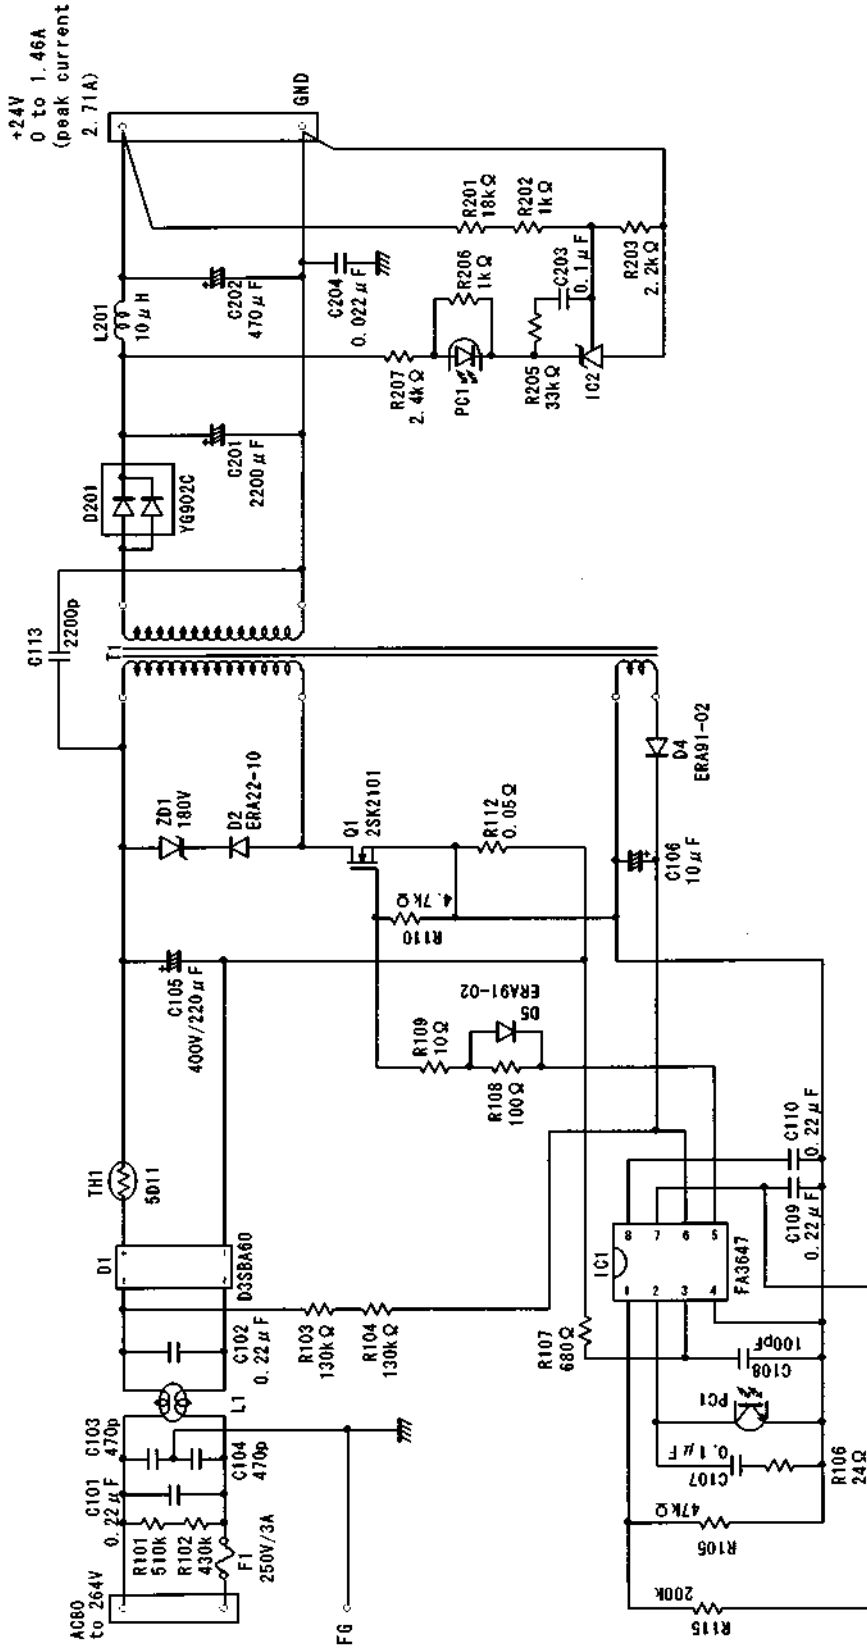 AC80
to 264V
R101
510k
R102
430k
F1
250V/3A
C101
0.22μF
C103
470p
C104
470p
L1
FG
C102
0.22μF
D1
D3SBA60
TH1
5D11
R103
130kΩ
R104
130kΩ
C105
400V/220μF
ZD1
180V
D2
ERA22-10
C113
2200p
T1
D201
YG902C
C201
2200μF
L201
10μH
C202
470μF
C204
0.022μF
+24V
0 to 1.46A
(peak current
2.71A)
GND
R207
2.4kΩ
PC1
R206
1kΩ
R205
33kΩ
C203
0.1μF
IC2
R201
18kΩ
R202
1kΩ
R203
2.2kΩ
Q1
2SK2101
R112
0.05Ω
R110
4.7kΩ
R109
10Ω
R108
100Ω
D5
ERA91-02
D4
ERA91-02
C106
10μF
R107
680Ω
IC1
FA3647
1
2
3
4
5
6
7
8
C110
0.22μF
C109
0.22μF
C108
100pF
PC1
C107
0.1μF
R106
24Ω
R105
47kΩ
R115
200k